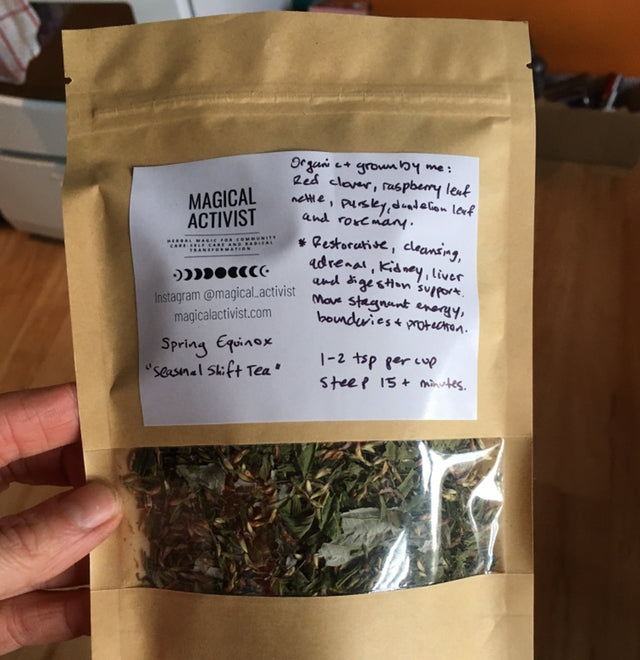 MAGICAL
ACTIVIST
HERBAL MAGIC FOR COMMUNITY
CARE-SELF CARE AND RADICAL
TRANSFORMATION
Instagram @magical_activist
magicalactivist.com
Spring Equinox
"Seasonal Shift Tea"
Organic + grown by me:
Red clover, raspberry leaf
nettle, parsley, dandelion leaf
and rosemary.
* Restorative, cleansing,
adrenal, kidney, liver
and digestion support.
Move stagnant energy,
bounderies + protection.
1-2 tsp per cup
Steep 15+ minutes.